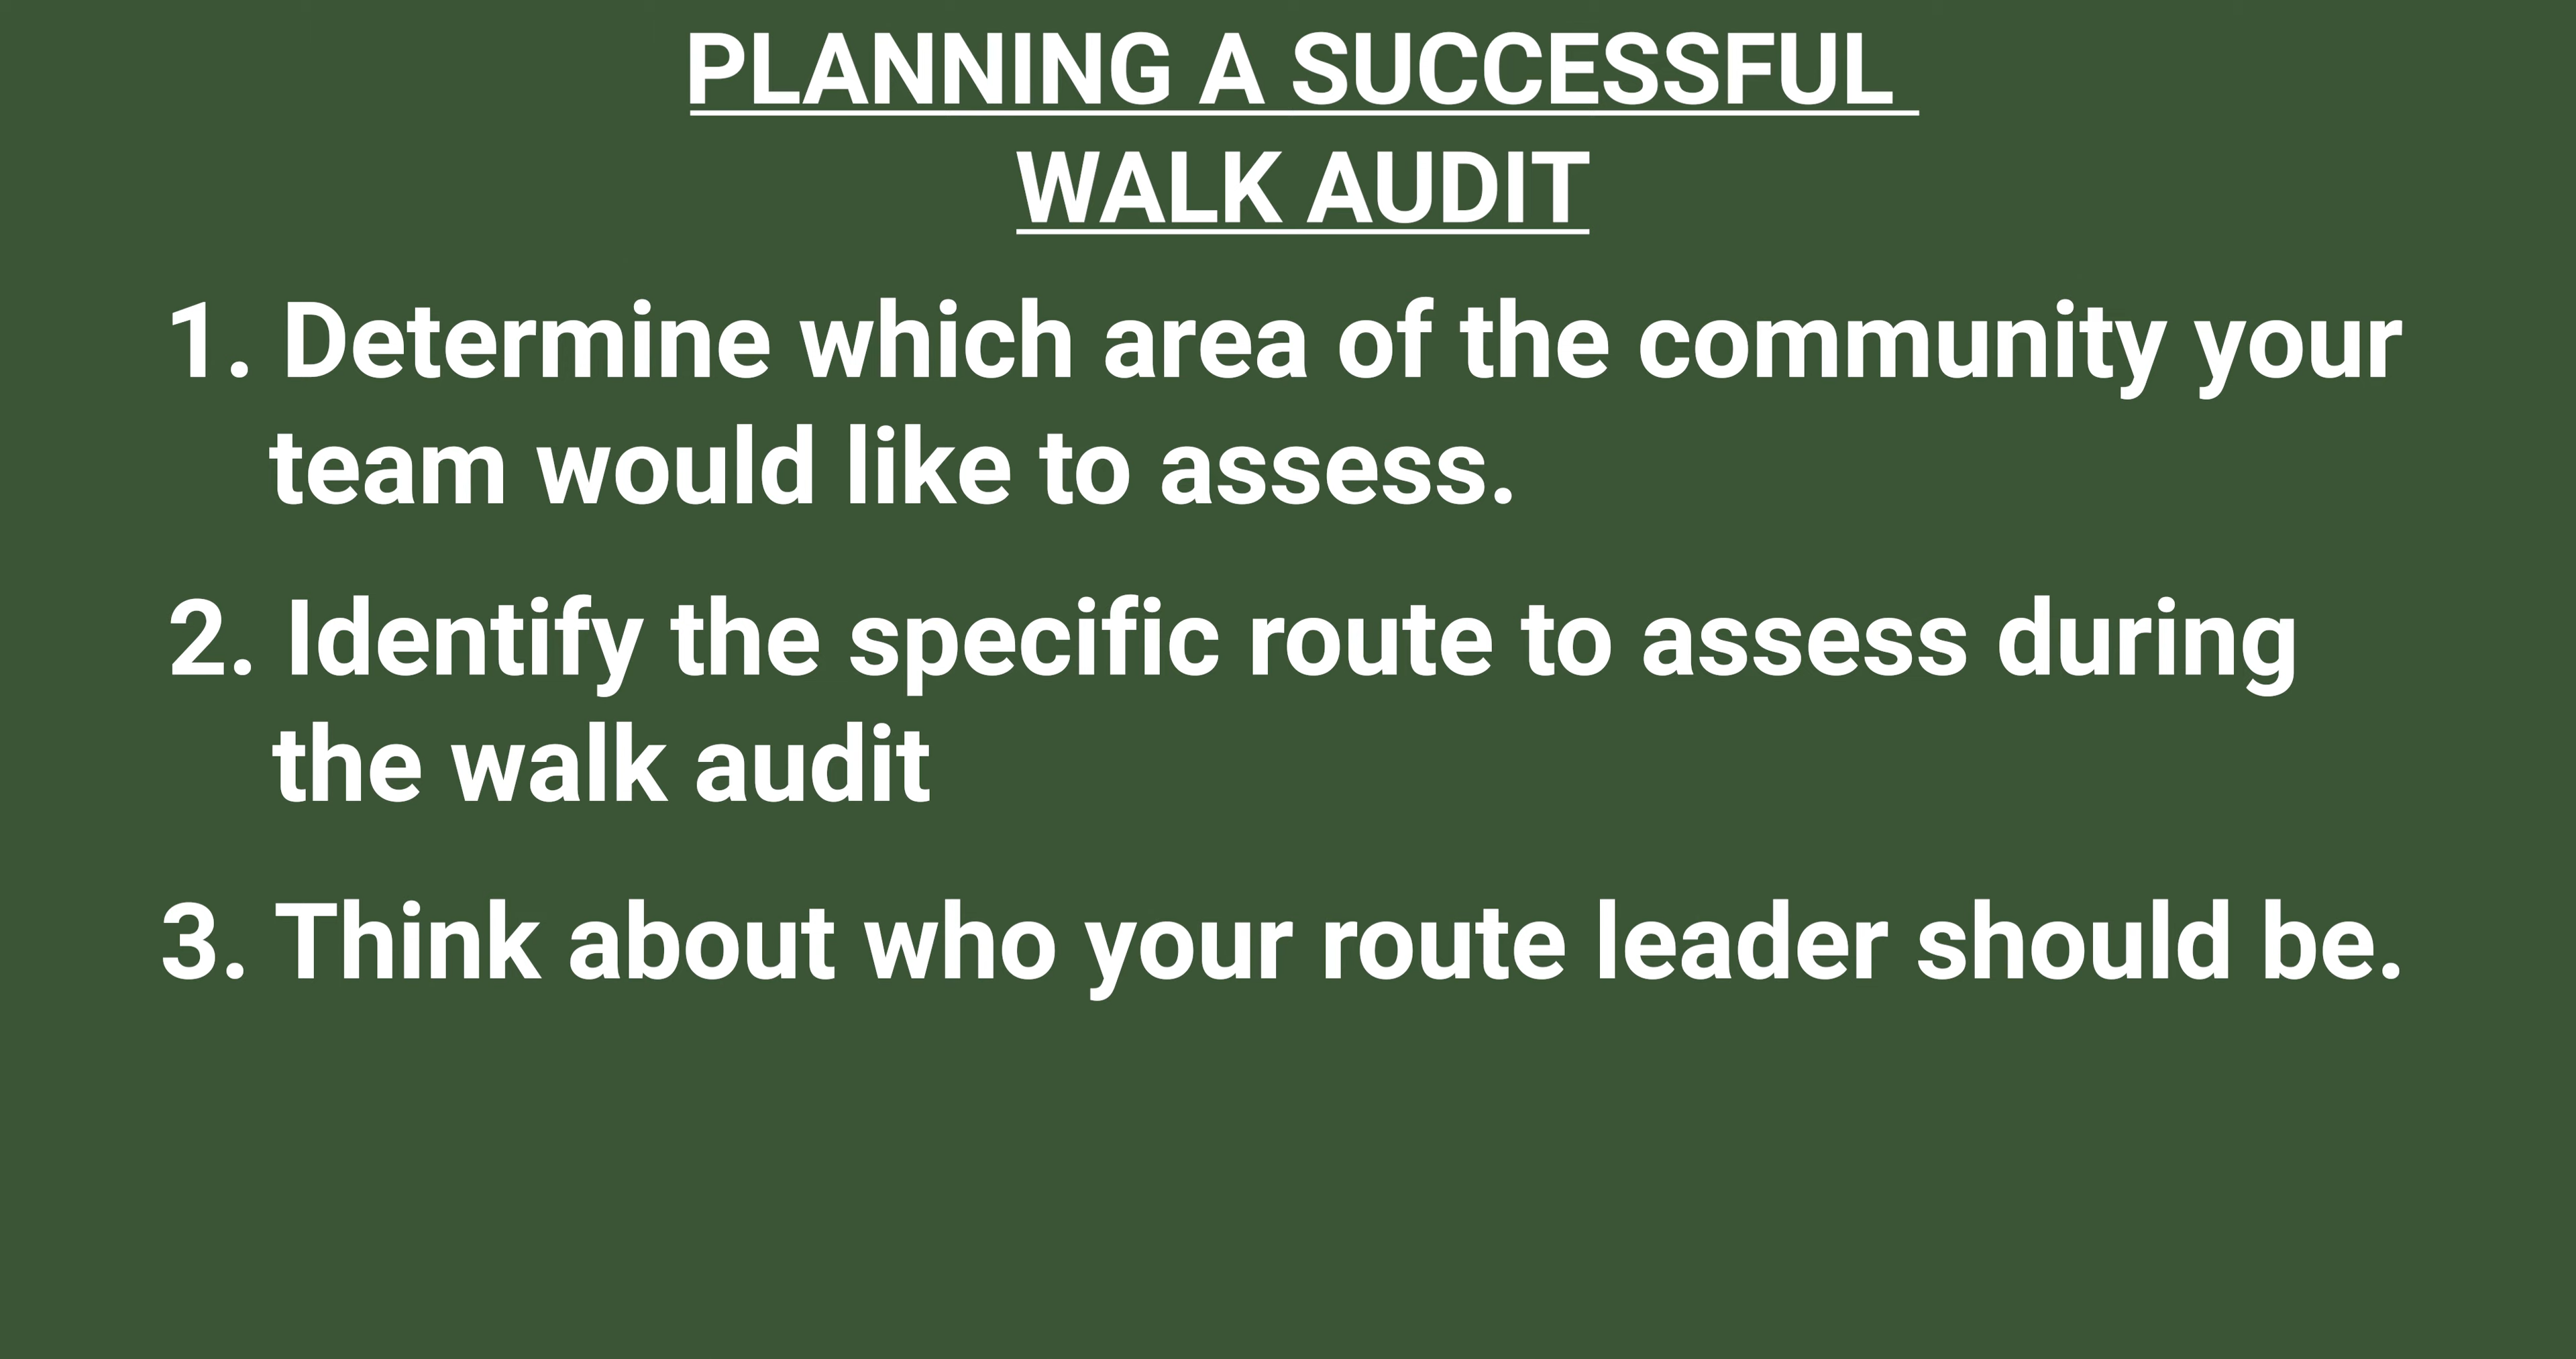 PLANNING A SUCCESSFUL
WALK AUDIT
1. Determine which area of the community your
team would like to assess.
2. Identify the specific route to assess during
the walk audit
3. Think about who your route leader should be.